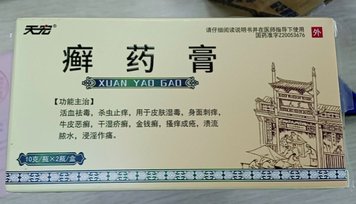 天宏
请仔细阅读说明书并在医师指导下使用
国药准字Z20053676
外
癣药膏
XUAN YAO GAO
【功能主治】
活血祛毒，杀虫止痒，用于皮肤湿毒，身面刺痒，
牛皮恶癣，干湿疥癣，金钱癣，搔痒成疮，溃流
脓水，浸淫作痛。
10克/瓶×2瓶/盒